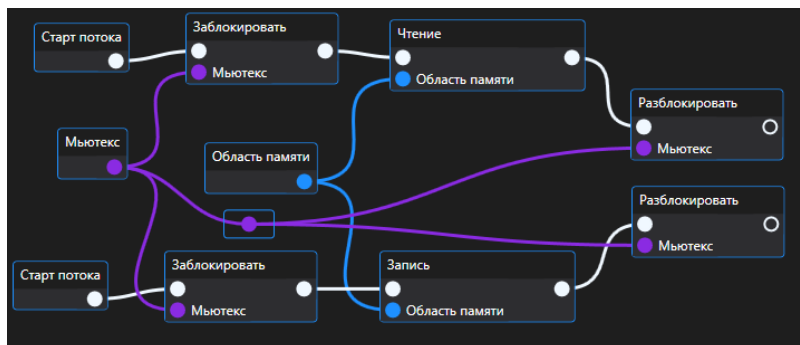 Старт потока
Заблокировать
Мьютекс
Чтение
Область памяти
Разблокировать
Мьютекс
Мьютекс
Область памяти
Разблокировать
Мьютекс
Старт потока
Заблокировать
Мьютекс
Запись
Область памяти